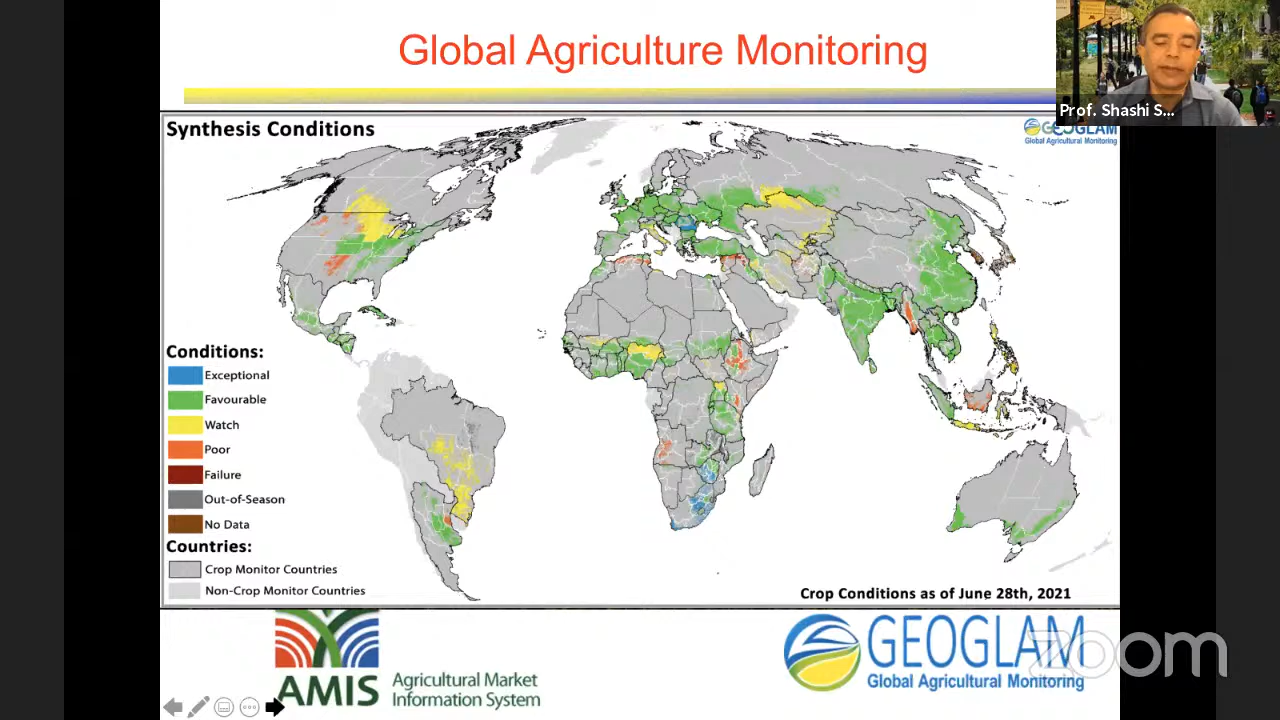 Global Agriculture Monitoring
Prof. Shashi S...
Synthesis Conditions
GEOGLAM
Global Agricultural Monitoring
Conditions:
Exceptional
Favourable
Watch
Poor
Failure
Out-of-Season
No Data
Countries:
Crop Monitor Countries
Non-Crop Monitor Countries
Crop Conditions as of June 28th, 2021
AMIS
Agricultural Market
Information System
GEOGLAM
Global Agricultural Monitoring
zoom